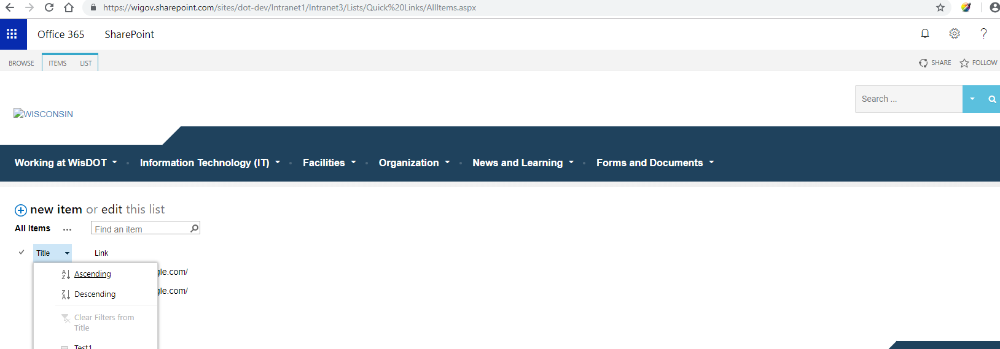 https://wigov.sharepoint.com/sites/dot-dev/Intranet1/Intranet3/Lists/Quick%20Links/AllItems.aspx
Office 365 SharePoint ?
BROWSE ITEMS LIST SHARE FOLLOW
Search ...
WISCONSIN
Working at WisDOT Information Technology (IT) Facilities Organization News and Learning Forms and Documents
new item or edit this list
All Items ... Find an item
Title Link
Ascending gle.com/
Descending gle.com/
Clear Filters from
Title
Test1